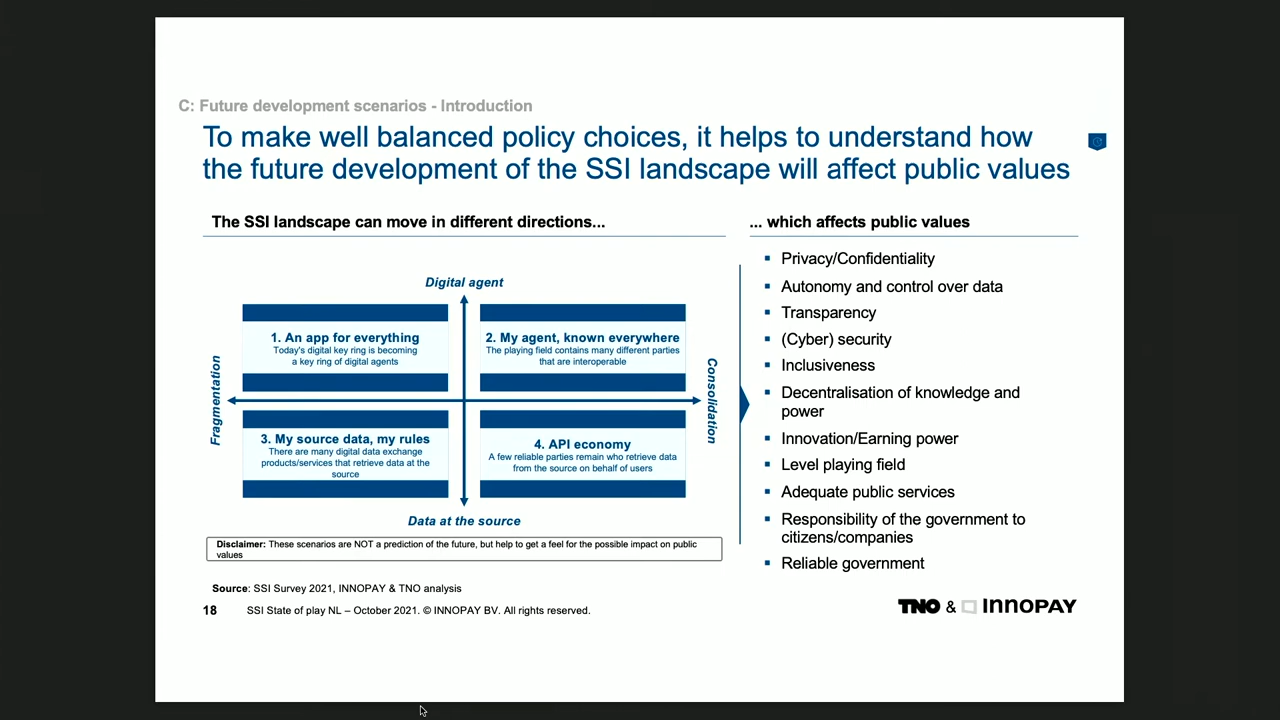 C: Future development scenarios - Introduction
To make well balanced policy choices, it helps to understand how
the future development of the SSI landscape will affect public values
The SSI landscape can move in different directions...
Digital agent
Fragmentation
1. An app for everything
Today's digital key ring is becoming
a key ring of digital agents
2. My agent, known everywhere
The playing field contains many different parties
that are interoperable
3. My source data, my rules
There are many digital data exchange
products/services that retrieve data at the
source
4. API economy
A few reliable parties remain who retrieve data
from the source on behalf of users
Consolidation
Data at the source
Disclaimer: These scenarios are NOT a prediction of the future, but help to get a feel for the possible impact on public
values
... which affects public values
▪ Privacy/Confidentiality
▪ Autonomy and control over data
▪ Transparency
▪ (Cyber) security
▪ Inclusiveness
▪ Decentralisation of knowledge and
power
▪ Innovation/Earning power
▪ Level playing field
▪ Adequate public services
▪ Responsibility of the government to
citizens/companies
▪ Reliable government
Source: SSI Survey 2021, INNOPAY & TNO analysis
18 SSI State of play NL – October 2021. © INNOPAY BV. All rights reserved.
TNO & INNOPAY